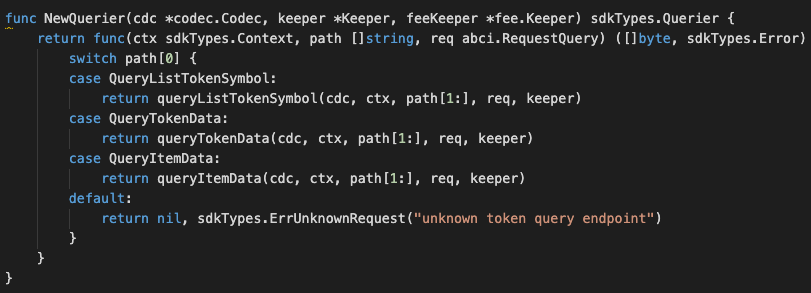 func NewQuerier(cdc *codec.Codec, keeper *Keeper, feeKeeper *fee.Keeper) sdkTypes.Querier {
    return func(ctx sdkTypes.Context, path []string, req abci.RequestQuery) ([]byte, sdkTypes.Error)
        switch path[0] {
        case QueryListTokenSymbol:
            return queryListTokenSymbol(cdc, ctx, path[1:], req, keeper)
        case QueryTokenData:
            return queryTokenData(cdc, ctx, path[1:], req, keeper)
        case QueryItemData:
            return queryItemData(cdc, ctx, path[1:], req, keeper)
        default:
            return nil, sdkTypes.ErrUnknownRequest("unknown token query endpoint")
        }
    }
}